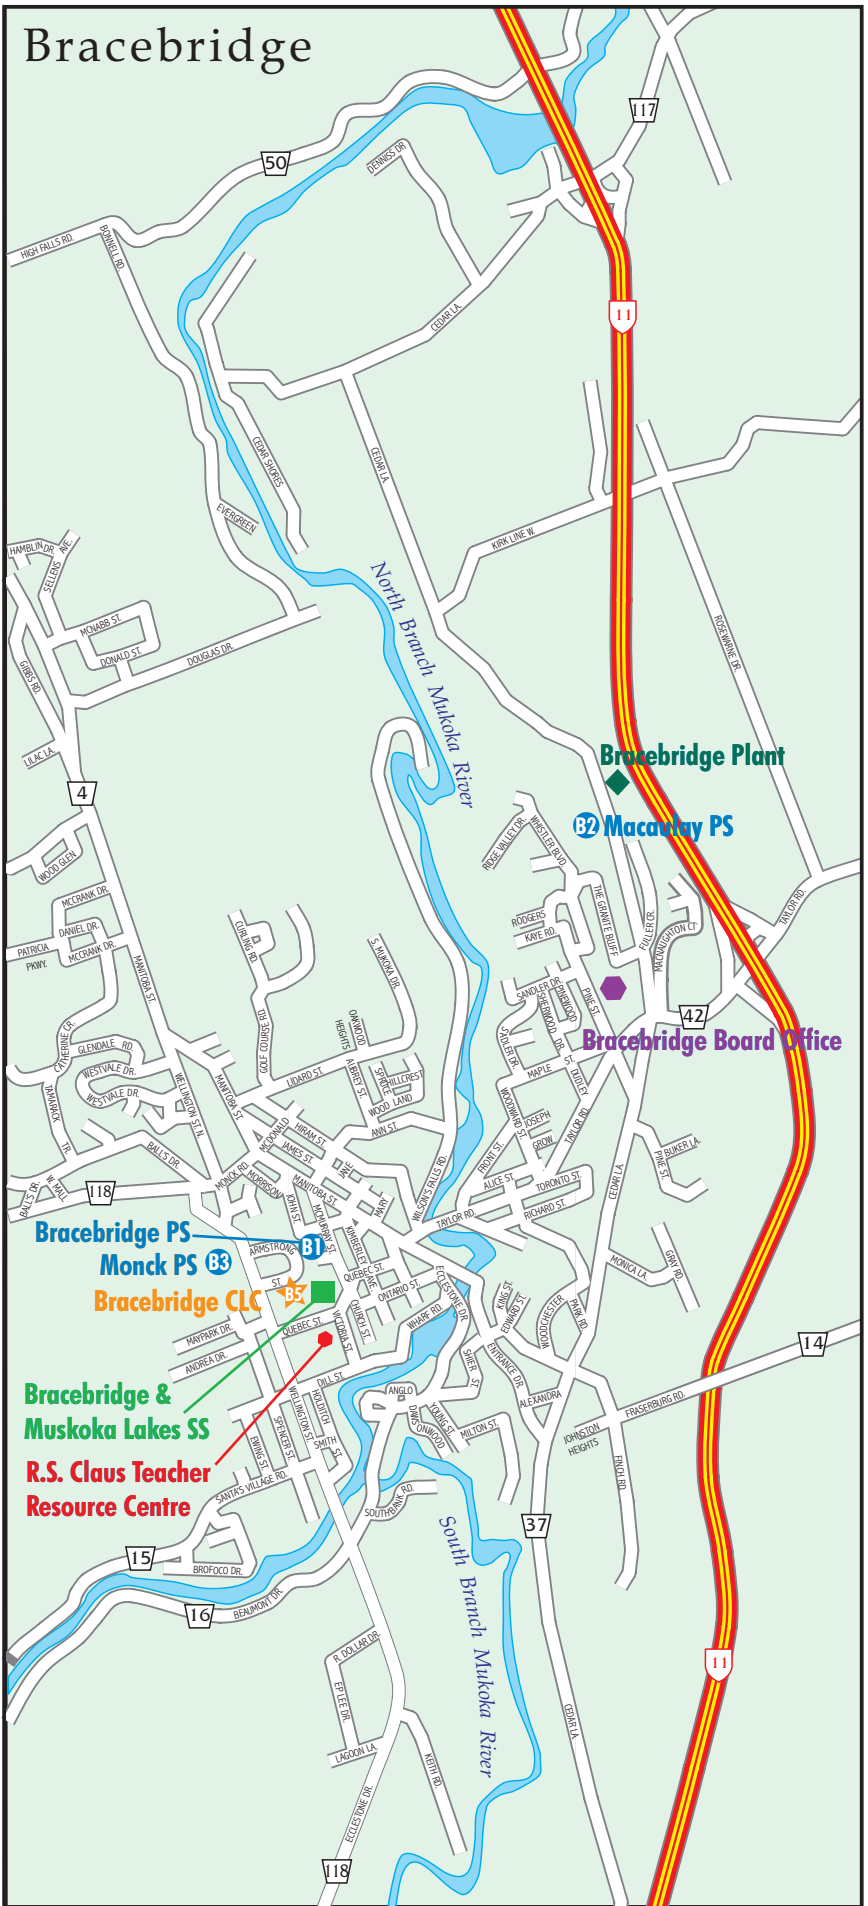 Bracebridge
117
50
DENNISS DR
HIGH FALLS RD.
BONNELL RD.
11
CEDAR LA.
CEDAR SHORES
CEDAR LA.
EVERGREEN
KIRK LINE W.
HAMBLIN DR.
SELLENS AVE.
North Branch Mukoka River
MCNABB ST.
DONALD ST.
DOUGLAS DR.
GIBBS RD.
ROSEWARNE DR.
LILAC LA.
Bracebridge Plant
4
B2 Macaulay PS
RIDGE VALLEY DR.
WHISTLER BLVD.
WOOD GLEN
MCCRANK DR.
THE GRANITE BLUFF
TAYLOR RD.
RODGERS
KAYE RD.
FULLER CR.
MACNAUGHTON CT
DANIEL DR.
CURLING RD.
PATRICIA
PKWY.
MCCRANK DR.
S. MUKOKA DR.
MANITOBA ST.
SANDLER DR.
SHERWOOD DR.
PINEWOOD
PINE ST.
42
Bracebridge Board Office
CATHERINE CR.
GLENDALE RD
GOLF COURSE RD
OAKWOOD
HEIGHTS
SADLER DR.
WESTVALE DR.
WESTVALE DR.
MAPLE ST.
DUDLEY
LIDARD ST.
AUBREY ST.
SPADLE
HILLCREST
WOOD LAND
TAMARACK TR.
WELLINGTON ST. N.
MANITOBA ST.
WOODWARD ST.
JOSEPH
GROW
TAYLOR RD.
ANN ST.
MCDONALD
HIRAM ST.
JAMES ST.
BALL'S DR.
FRONT ST.
PINE ST.
BUKER LA.
MONCK RD.
MORRISON
JANE
MANITOBA ST.
WILSON'S FALLS RD.
ALICE ST.
TORONTO ST.
CEDAR LA.
BALL'S DR.
W. MALL
118
JOHN ST.
MCMURRAY ST.
MARY
TAYLOR RD.
RICHARD ST.
Bracebridge PS
B1
Monck PS B3
ARMSTRONG
ST.
KIMBERLEY AVE.
QUEBEC ST.
MONICA LA.
GRAY RD.
Bracebridge CLC
B5
ONTARIO ST.
ECCLESTONE DR.
KING ST.
EDWARD ST.
WOODCHESTER
PARK RD.
MAYPARK DR.
QUEBEC ST.
VICTORIA ST.
CHURCH ST.
WHARF RD.
14
ANDREA DR.
SHIER ST.
ENTRANCE DR.
DILL ST.
Bracebridge &
Muskoka Lakes SS
ANGLO
ALEXANDRA
FRASERBURG RD.
WELLINGTON ST.
HOLDITCH
SMITH ST.
SPENCER ST.
EWING ST.
DAWSONWOOD
YOUNG ST.
MILTON ST.
JOHNSTON
HEIGHTS
R.S. Claus Teacher
Resource Centre
SANTA'S VILLAGE RD.
FINCH RD.
SOUTHBANK RD.
37
South Branch Mukoka River
15
BROFOCO DR.
16
BEAUMONT DR.
R. DOLLAR DR.
11
EP LEE DR.
LAGOON LA.
KEITH RD.
CEDAR LA.
ECCLESTONE DR.
118